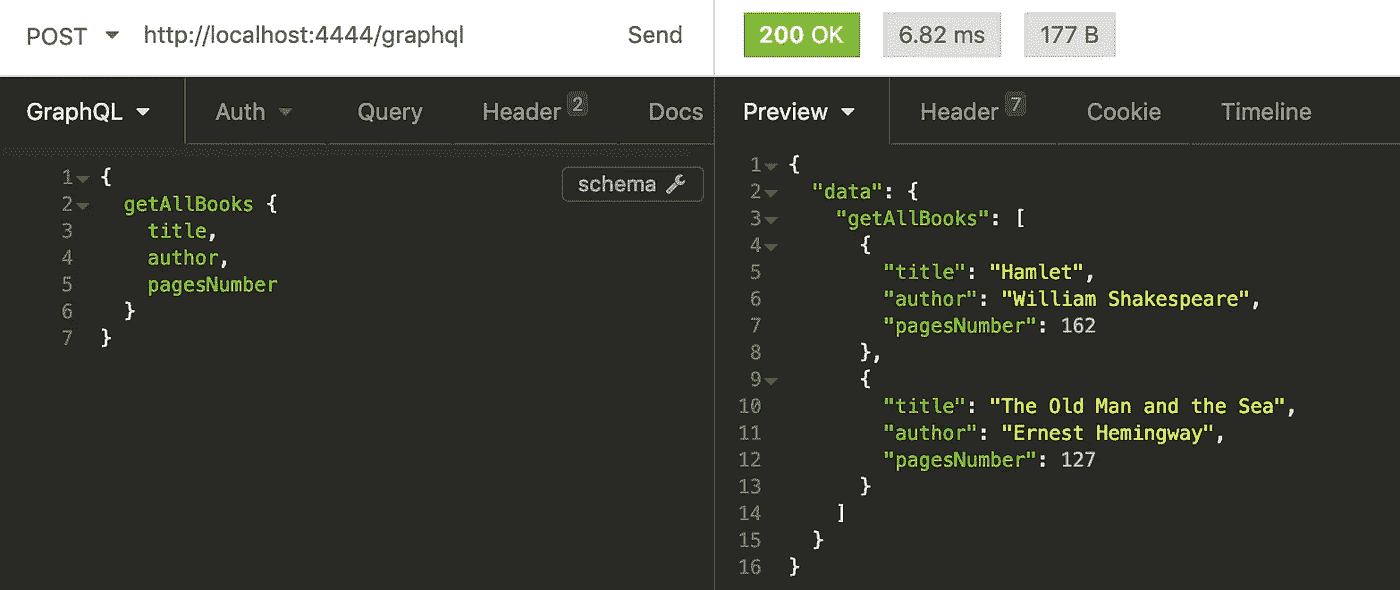 POST http://localhost:4444/graphql Send
200 OK 6.82 ms 177 B
GraphQL Auth Query Header 2 Docs
Preview Header 7 Cookie Timeline
schema
1 {
2 getAllBooks {
3 title,
4 author,
5 pagesNumber
6 }
7 }
1 {
2 "data": {
3 "getAllBooks": [
4 {
5 "title": "Hamlet",
6 "author": "William Shakespeare",
7 "pagesNumber": 162
8 },
9 {
10 "title": "The Old Man and the Sea",
11 "author": "Ernest Hemingway",
12 "pagesNumber": 127
13 }
14 ]
15 }
16 }